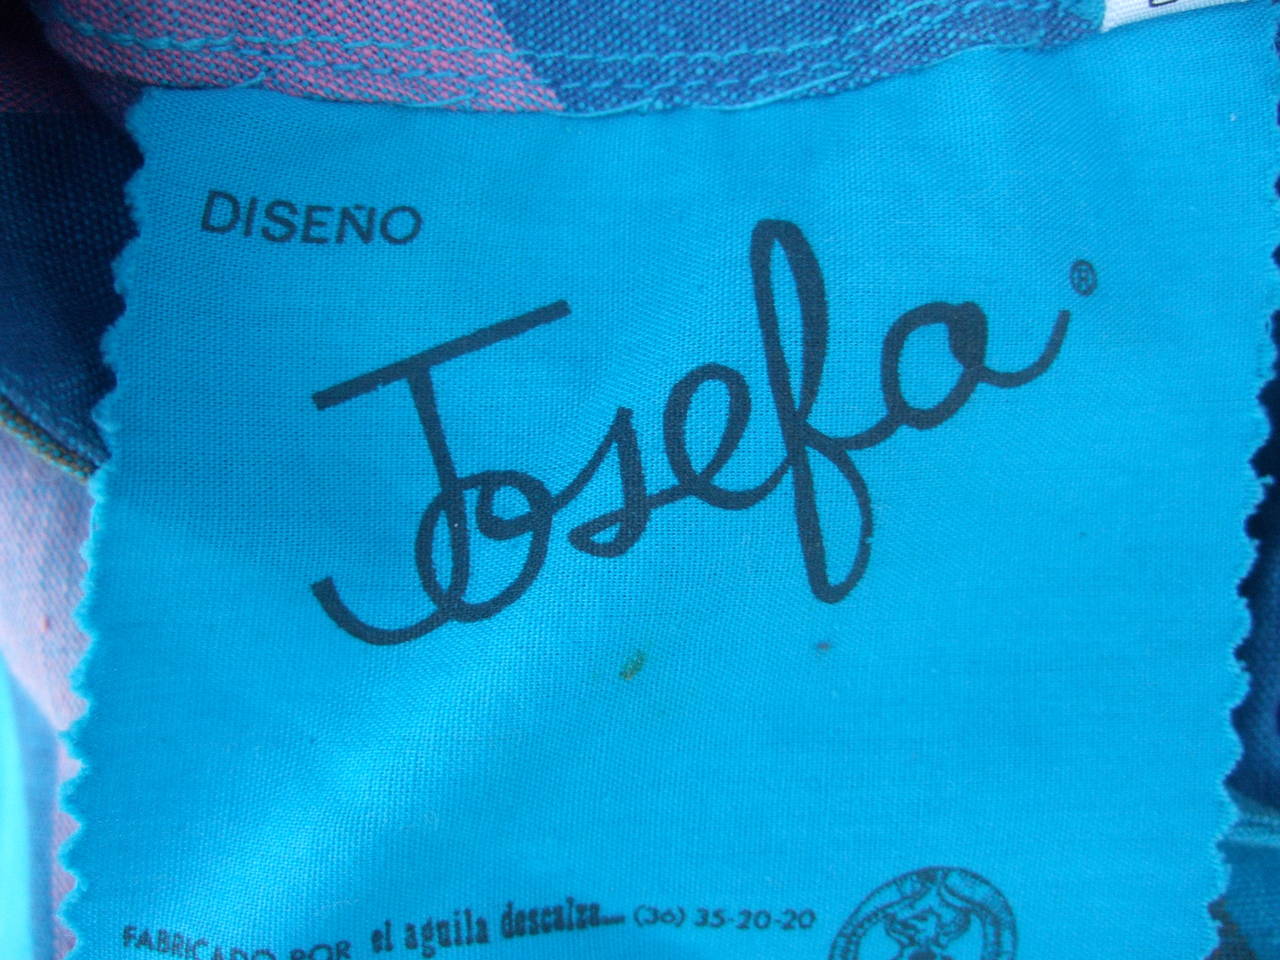 DISEÑO
Josefa®
FABRICADO POR el aguila descalza... (36) 35-20-20